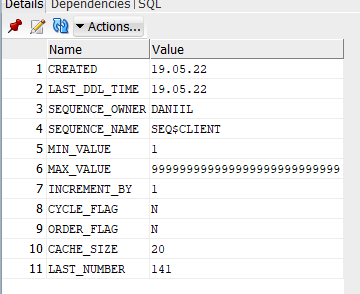 Details Dependencies SQL
Actions...
Name Value
1 CREATED 19.05.22
2 LAST_DDL_TIME 19.05.22
3 SEQUENCE_OWNER DANIIL
4 SEQUENCE_NAME SEQ$CLIENT
5 MIN_VALUE 1
6 MAX_VALUE 9999999999999999999999999999
7 INCREMENT_BY 1
8 CYCLE_FLAG N
9 ORDER_FLAG N
10 CACHE_SIZE 20
11 LAST_NUMBER 141